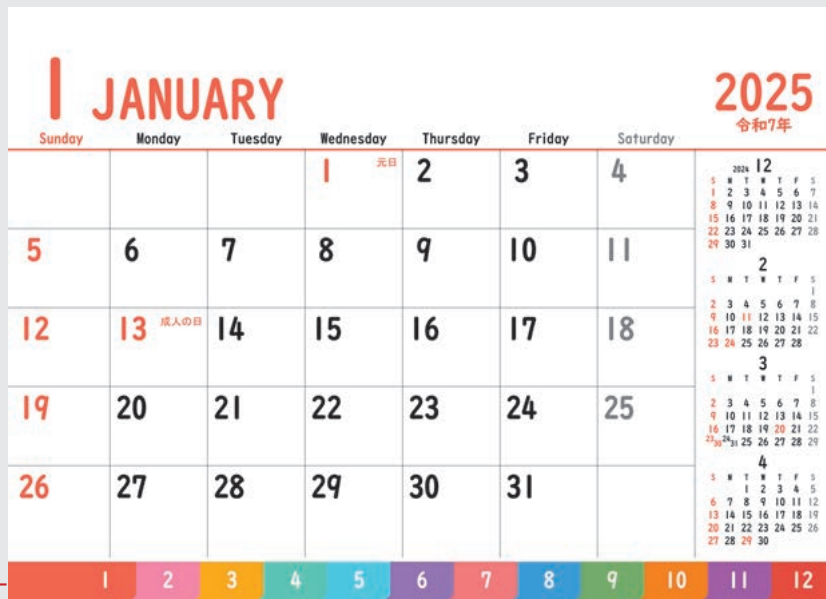 1 JANUARY
2025
令和7年
Sunday Monday Tuesday Wednesday Thursday Friday Saturday
1 元日 2 3 4
5 6 7 8 9 10 11
12 13 成人の日 14 15 16 17 18
19 20 21 22 23 24 25
26 27 28 29 30 31
2024 12
S M T W T F S
1 2 3 4 5 6 7
8 9 10 11 12 13 14
15 16 17 18 19 20 21
22 23 24 25 26 27 28
29 30 31
2
S M T W T F S
1
2 3 4 5 6 7 8
9 10 11 12 13 14 15
16 17 18 19 20 21 22
23 24 25 26 27 28
3
S M T W T F S
1
2 3 4 5 6 7 8
9 10 11 12 13 14 15
16 17 18 19 20 21 22
23 30 24 31 25 26 27 28 29
4
S M T W T F S
1 2 3 4 5
6 7 8 9 10 11 12
13 14 15 16 17 18 19
20 21 22 23 24 25 26
27 28 29 30
1 2 3 4 5 6 7 8 9 10 11 12